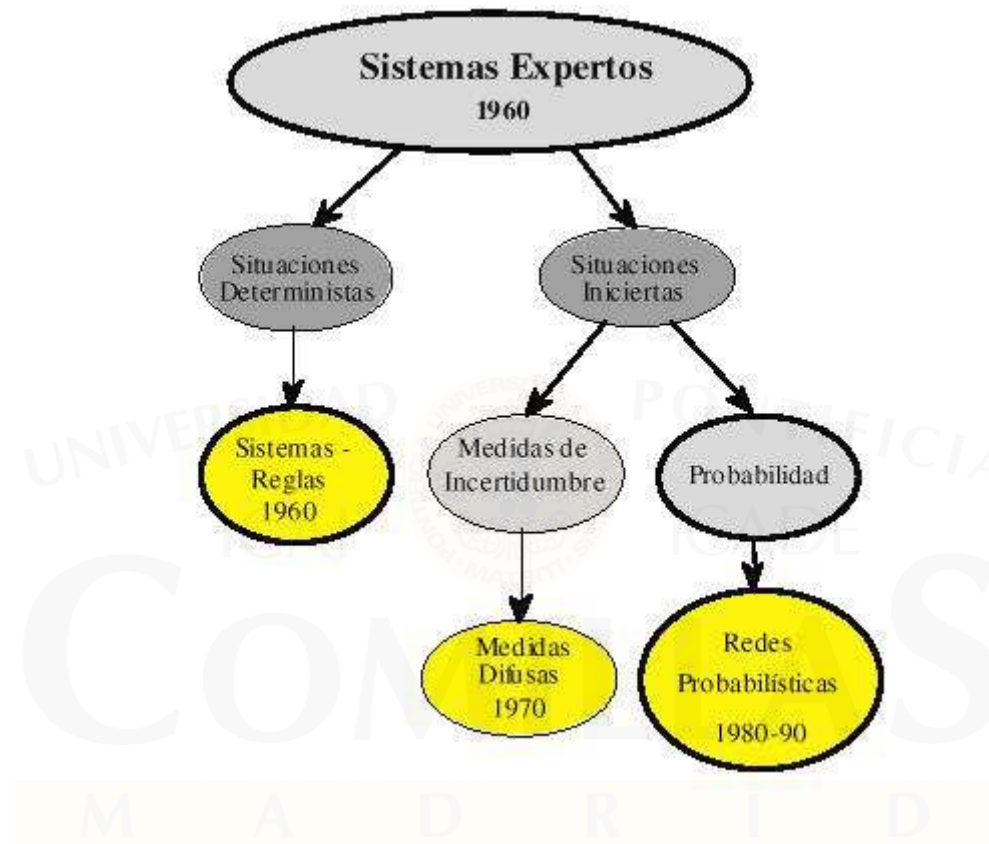 Sistemas Expertos
1960
Situaciones
Deterministas
Situaciones
Iniciertas
Sistemas -
Reglas
1960
Medidas de
Incertidumbre
Probabilidad
Medidas
Difusas
1970
Redes
Probabilísticas
1980-90
UNIVERSIDAD PONTIFICIA
ICAI ICADE
COMILLAS
M A D R I D